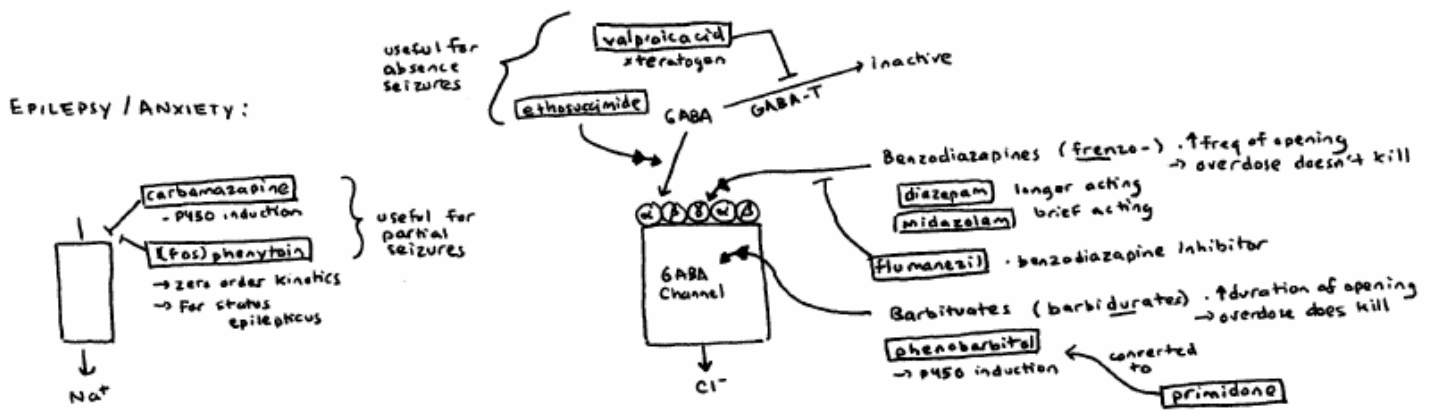 EPILEPSY / ANXIETY:
useful for
absence
seizures
valproic acid
*teratogen
ethosuccimide
GABA
GABA-T
inactive
carbamazapine
- P450 induction
(fos) phenytoin
→ zero order kinetics
→ For status
epilepticus
useful for
partial
seizures
Na+
α β γ α β
GABA
Channel
Cl-
Benzodiazapines (frenzo-) . ↑freq of opening
→ overdose doesn't kill
diazepam longer acting
midazolam brief acting
flumanezil · benzodiazapine inhibitor
Barbituates (barbidurates) . ↑duration of opening
→ overdose does kill
phenobarbitol
→ P450 induction
converted
to
primidone